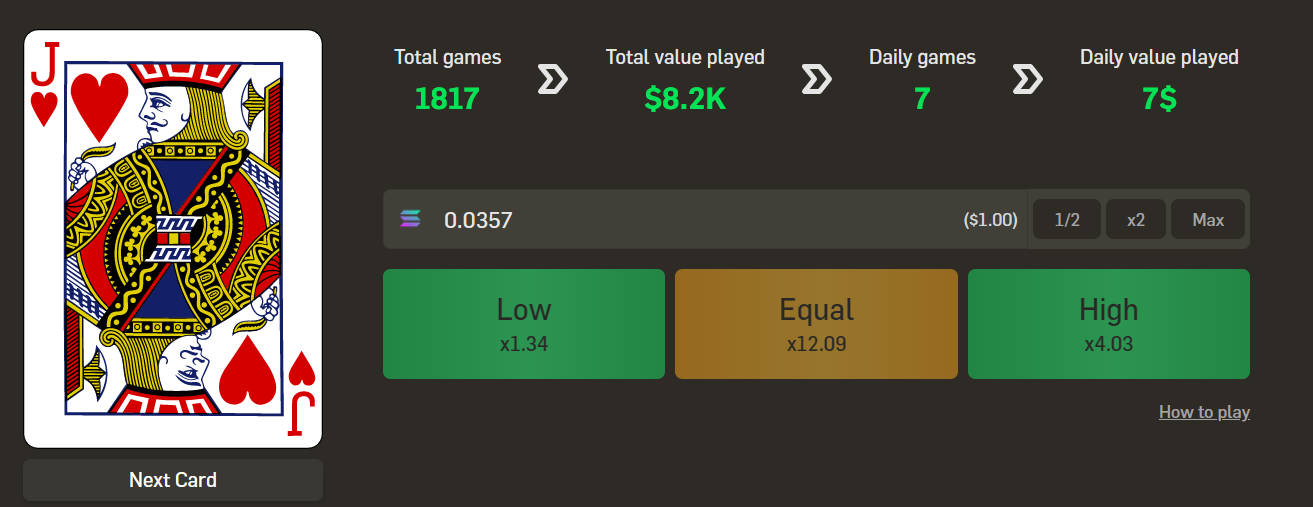 J
Total games
1817
Total value played
$8.2K
Daily games
7
Daily value played
7$
0.0357
($1.00)
1/2
x2
Max
Low
x1.34
Equal
x12.09
High
x4.03
How to play
J
Next Card